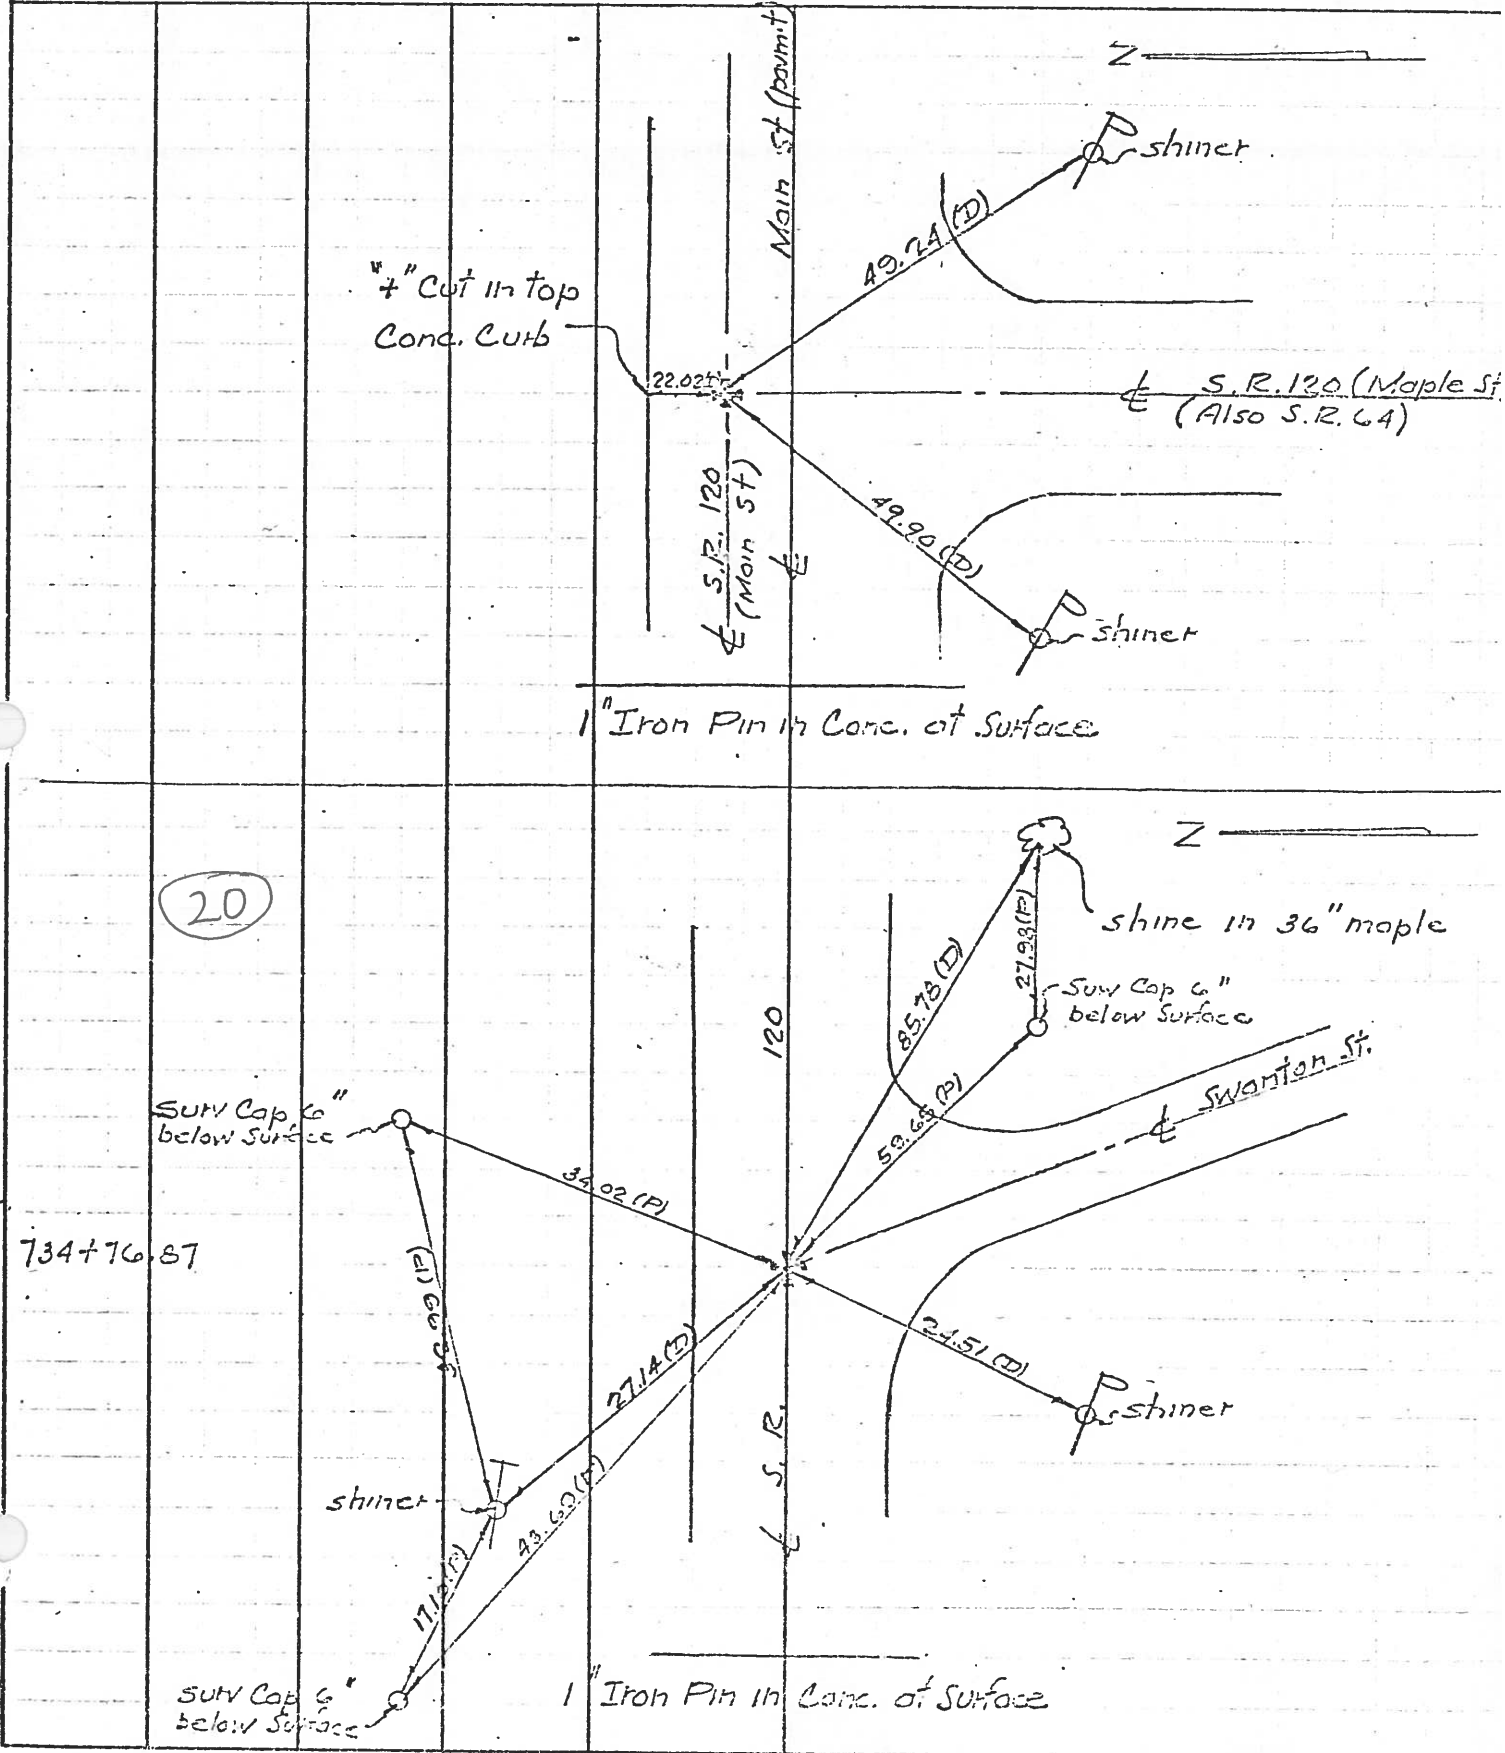 Main St (pavmt)
Z
shiner
49.24 (D)
"+" Cut in top
Conc. Curb
22.02
℄ S.R. 120 (Maple St.
(Also S.R. 64)
℄ S.R. 120
(Main St)
℄
49.90 (D)
shiner
1" Iron Pin in Conc. at Surface
Z
20
shine in 36" maple
85.78 (D)
27.93 (P)
Surv Cap 6"
below Surface
120
℄ Swanton St.
59.65 (P)
Surv Cap 6"
below Surface
34.02 (P)
734+76.87
(P)
27.14 (D)
24.51 (D)
shiner
℄ S. R.
shiner
43.60 (P)
(P)
Surv Cap 6"
below Surface
1" Iron Pin in Conc. at Surface